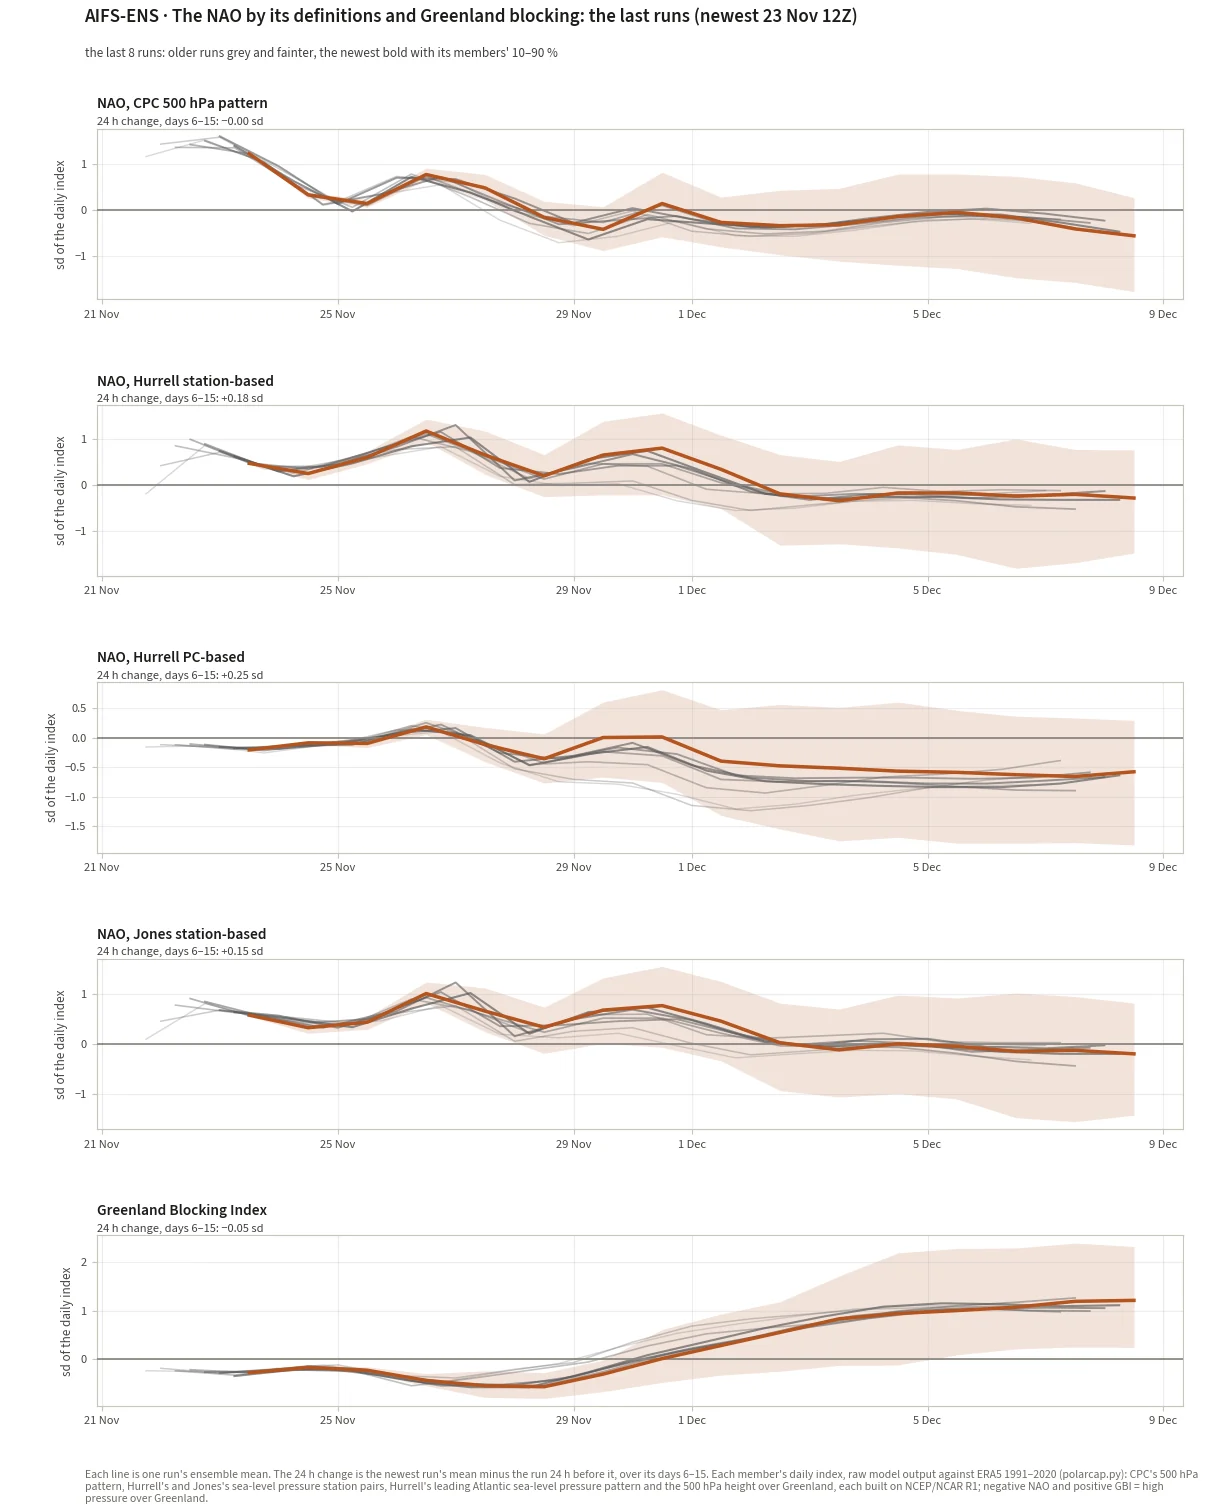 AIFS-ENS · The NAO by its definitions and Greenland blocking: the last runs (newest 23 Nov 12Z)
the last 8 runs: older runs grey and fainter, the newest bold with its members' 10–90 %
NAO, CPC 500 hPa pattern
24 h change, days 6–15: −0.00 sd
sd of the daily index
1
0
−1
21 Nov
25 Nov
29 Nov
1 Dec
5 Dec
9 Dec
NAO, Hurrell station-based
24 h change, days 6–15: +0.18 sd
sd of the daily index
1
0
−1
21 Nov
25 Nov
29 Nov
1 Dec
5 Dec
9 Dec
NAO, Hurrell PC-based
24 h change, days 6–15: +0.25 sd
sd of the daily index
0.5
0.0
−0.5
−1.0
−1.5
21 Nov
25 Nov
29 Nov
1 Dec
5 Dec
9 Dec
NAO, Jones station-based
24 h change, days 6–15: +0.15 sd
sd of the daily index
1
0
−1
21 Nov
25 Nov
29 Nov
1 Dec
5 Dec
9 Dec
Greenland Blocking Index
24 h change, days 6–15: −0.05 sd
sd of the daily index
2
1
0
21 Nov
25 Nov
29 Nov
1 Dec
5 Dec
9 Dec
Each line is one run's ensemble mean. The 24 h change is the newest run's mean minus the run 24 h before it, over its days 6–15. Each member's daily index, raw model output against ERA5 1991–2020 (polarcap.py): CPC's 500 hPa
pattern, Hurrell's and Jones's sea-level pressure station pairs, Hurrell's leading Atlantic sea-level pressure pattern and the 500 hPa height over Greenland, each built on NCEP/NCAR R1; negative NAO and positive GBI = high
pressure over Greenland.